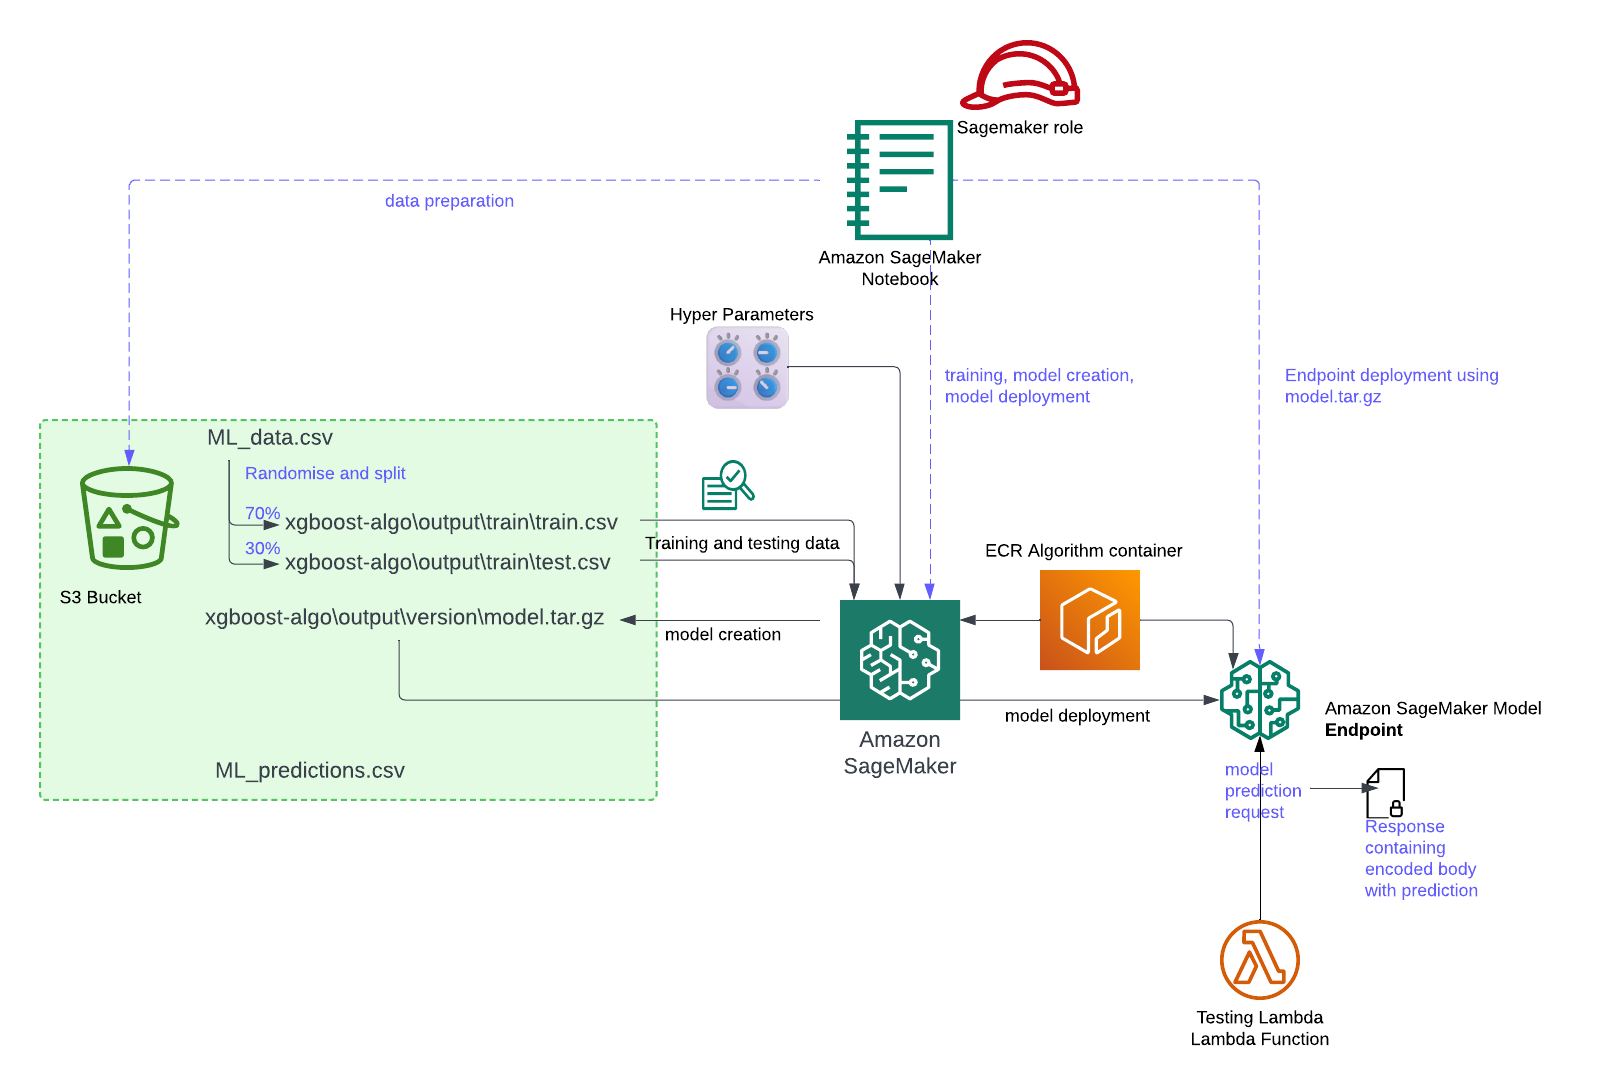 Sagemaker role
data preparation
Amazon SageMaker
Notebook
Hyper Parameters
training, model creation,
model deployment
Endpoint deployment using
model.tar.gz
ML_data.csv
Randomise and split
70%
xgboost-algo\output\train\train.csv
Training and testing data
30%
xgboost-algo\output\train\test.csv
ECR Algorithm container
S3 Bucket
xgboost-algo\output\version\model.tar.gz
model creation
model deployment
Amazon SageMaker Model
Endpoint
Amazon
SageMaker
ML_predictions.csv
model
prediction
request
Response
containing
encoded body
with prediction
Testing Lambda
Lambda Function